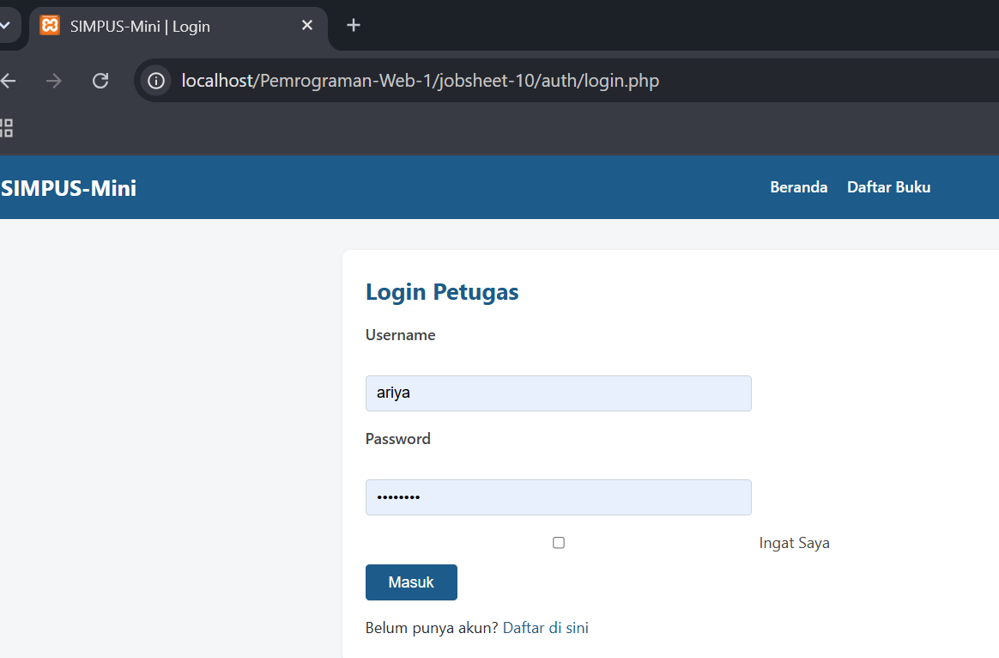 SIMPUS-Mini | Login
localhost/Pemrograman-Web-1/jobsheet-10/auth/login.php
SIMPUS-Mini
Beranda Daftar Buku
Login Petugas
Username
ariya
Password
••••••••
Ingat Saya
Masuk
Belum punya akun? Daftar di sini